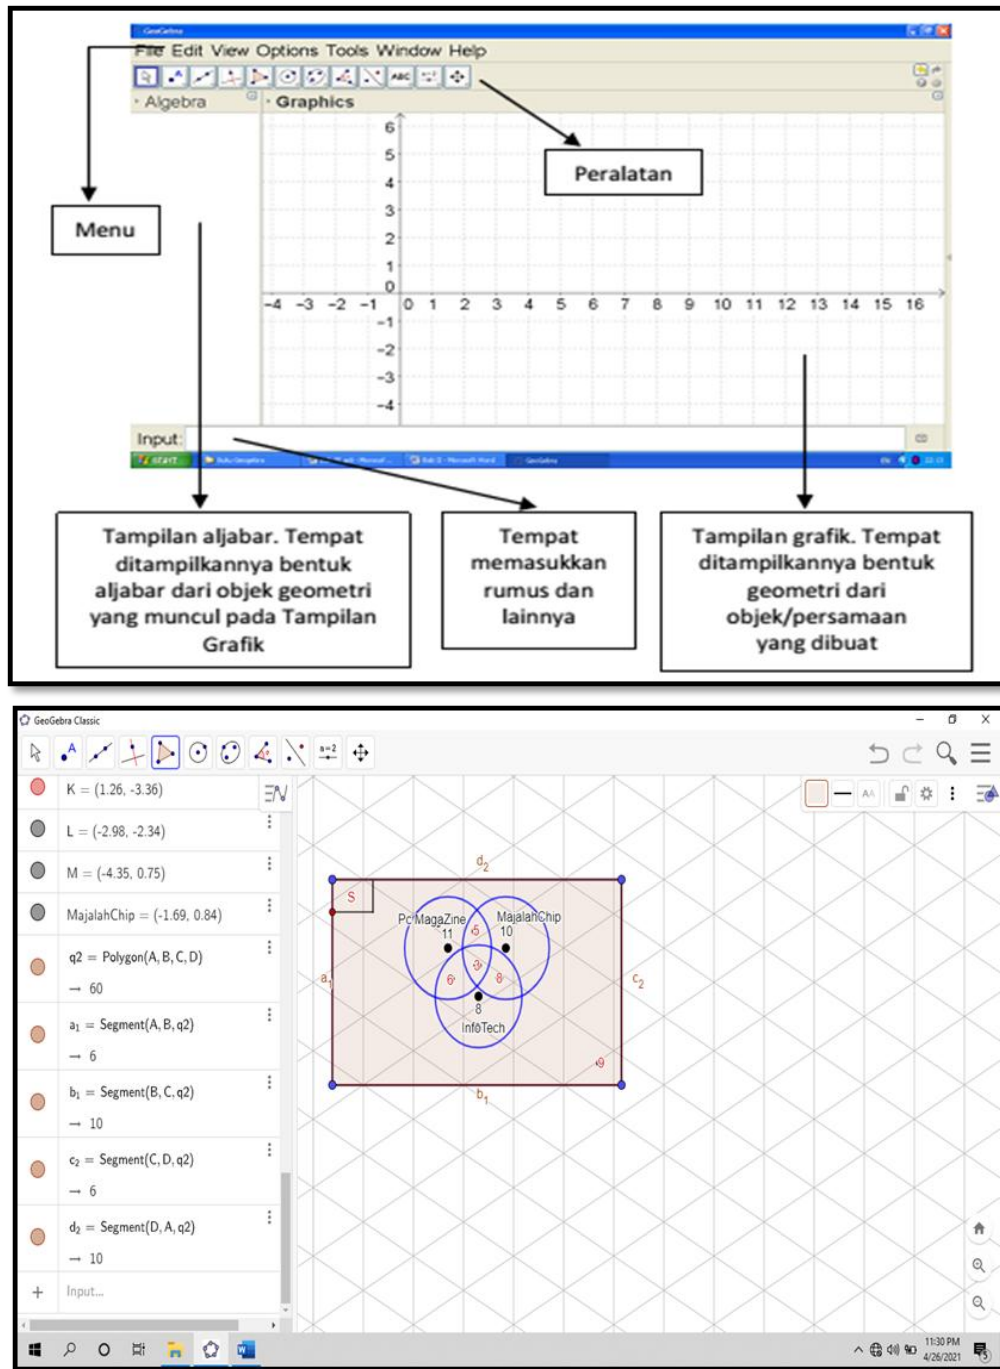 GeoGebra
File Edit View Options Tools Window Help
ABC
Algebra
Graphics
6
5
4
3
2
1
0
-4 -3 -2 -1 0 1 2 3 4 5 6 7 8 9 10 11 12 13 14 15 16
-1
-2
-3
-4
Peralatan
Menu
Input:
START
GeoGebra
EN
Tampilan aljabar. Tempat
ditampilkannya bentuk
aljabar dari objek geometri
yang muncul pada Tampilan
Grafik
Tempat
memasukkan
rumus dan
lainnya
Tampilan grafik. Tempat
ditampilkannya bentuk
geometri dari
objek/persamaan
yang dibuat
GeoGebra Classic
A
a=2
K = (1.26, -3.36)
L = (-2.98, -2.34)
M = (-4.35, 0.75)
MajalahChip = (-1.69, 0.84)
q2 = Polygon(A, B, C, D)
→ 60
a₁ = Segment(A, B, q2)
→ 6
b₁ = Segment(B, C, q2)
→ 10
c₂ = Segment(C, D, q2)
→ 6
d₂ = Segment(D, A, q2)
→ 10
Input...
AA
d₂
S
PcMagaZine
11
MajalahChip
10
5
3
6
8
8
InfoTech
9
a₁
c₂
b₁
11:30 PM
4/26/2021